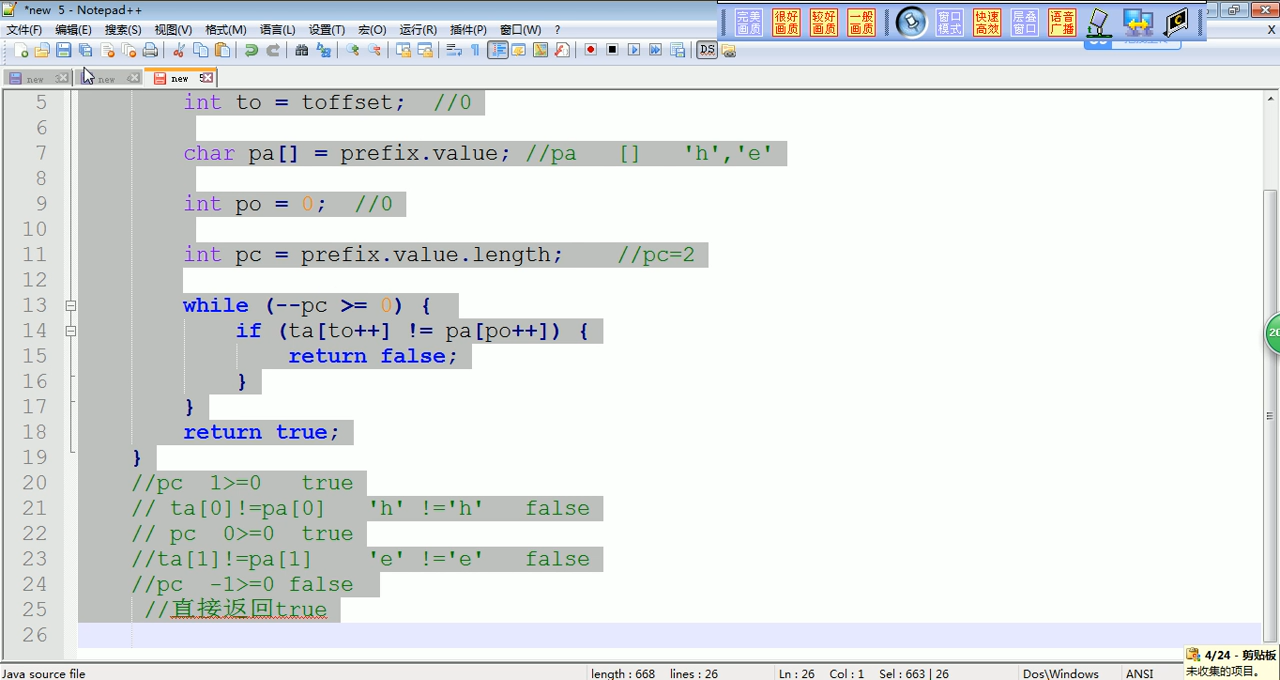 *new 5 - Notepad++
文件(F) 编辑(E) 搜索(S) 视图(V) 格式(M) 语言(L) 设置(T) 宏(O) 运行(R) 插件(P) 窗口(W) ? X
完美画质 很好画质 较好画质 一般画质 窗口模式 快速高效 层叠窗口 语音广播
new 3 new 4 new 5
5 int to = toffset; //0
6
7 char pa[] = prefix.value; //pa [] 'h','e'
8
9 int po = 0; //0
10
11 int pc = prefix.value.length; //pc=2
12
13 while (--pc >= 0) {
14 if (ta[to++] != pa[po++]) {
15 return false;
16 }
17 }
18 return true;
19 }
20 //pc 1>=0 true
21 // ta[0]!=pa[0] 'h' !='h' false
22 // pc 0>=0 true
23 //ta[1]!=pa[1] 'e' !='e' false
24 //pc -1>=0 false
25 //直接返回true
26
Java source file length : 668 lines : 26 Ln : 26 Col : 1 Sel : 663 | 26 Dos\Windows ANSI
4/24 - 剪贴板
未收集的项目。